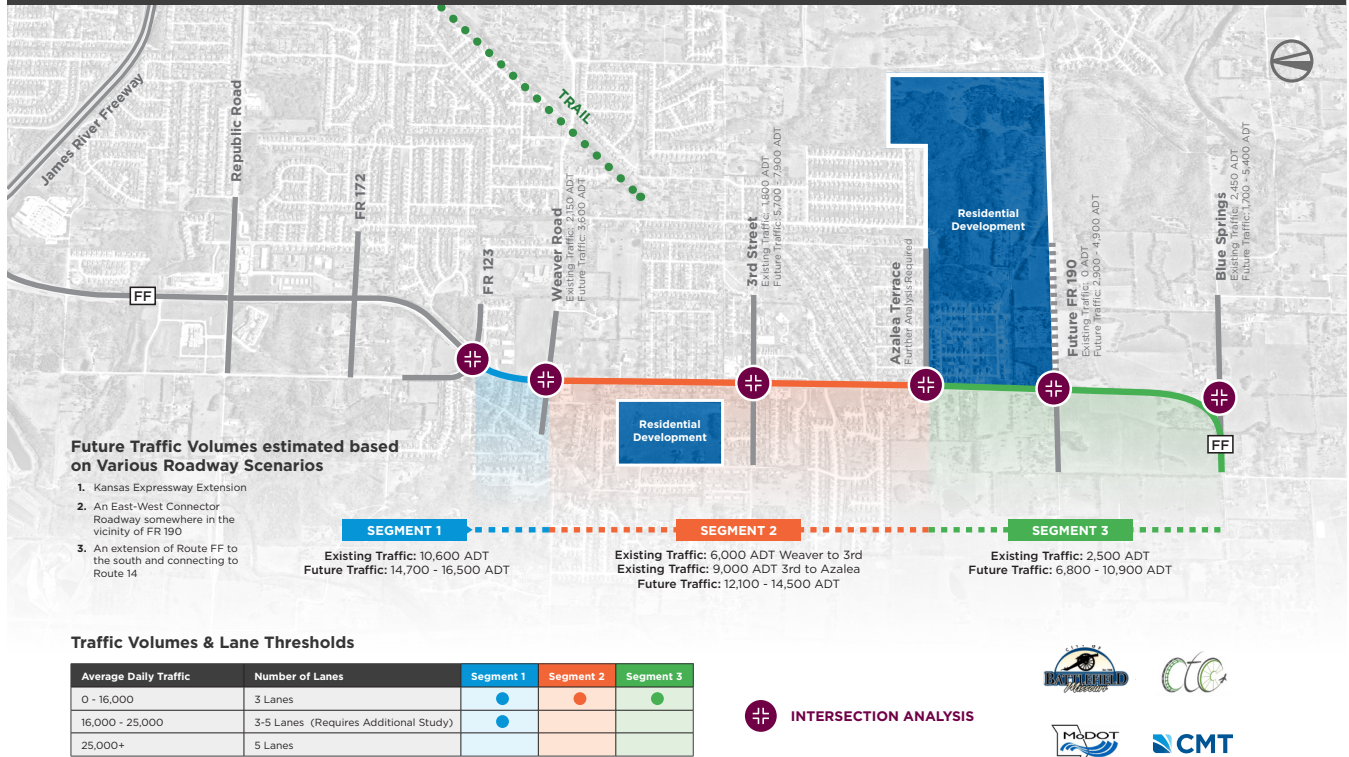 James River Freeway
Republic Road
FR 172
FR 123
TRAIL
Weaver Road
Existing Traffic: 2,150 ADT
Future Traffic: 3,600 ADT
3rd Street
Existing Traffic: 1,800 ADT
Future Traffic: 5,700 - 7,900 ADT
Azalea Terrace
Further Analysis Required
Residential
Development
Future FR 190
Existing Traffic: 0 ADT
Future Traffic: 2,900 - 4,900 ADT
Blue Springs
Existing Traffic: 2,450 ADT
Future Traffic: 1,700 - 5,400 ADT
FF
Residential
Development
FF
Future Traffic Volumes estimated based
on Various Roadway Scenarios
1. Kansas Expressway Extension
2. An East-West Connector
Roadway somewhere in the
vicinity of FR 190
3. An extension of Route FF to
the south and connecting to
Route 14
SEGMENT 1
Existing Traffic: 10,600 ADT
Future Traffic: 14,700 - 16,500 ADT
SEGMENT 2
Existing Traffic: 6,000 ADT Weaver to 3rd
Existing Traffic: 9,000 ADT 3rd to Azalea
Future Traffic: 12,100 - 14,500 ADT
SEGMENT 3
Existing Traffic: 2,500 ADT
Future Traffic: 6,800 - 10,900 ADT
Traffic Volumes & Lane Thresholds
Average Daily Traffic Number of Lanes Segment 1 Segment 2 Segment 3
0 - 16,000 3 Lanes
16,000 - 25,000 3-5 Lanes (Requires Additional Study)
25,000+ 5 Lanes
INTERSECTION ANALYSIS
CITY OF
BATTLEFIELD
Missouri
cto
MoDOT
CMT